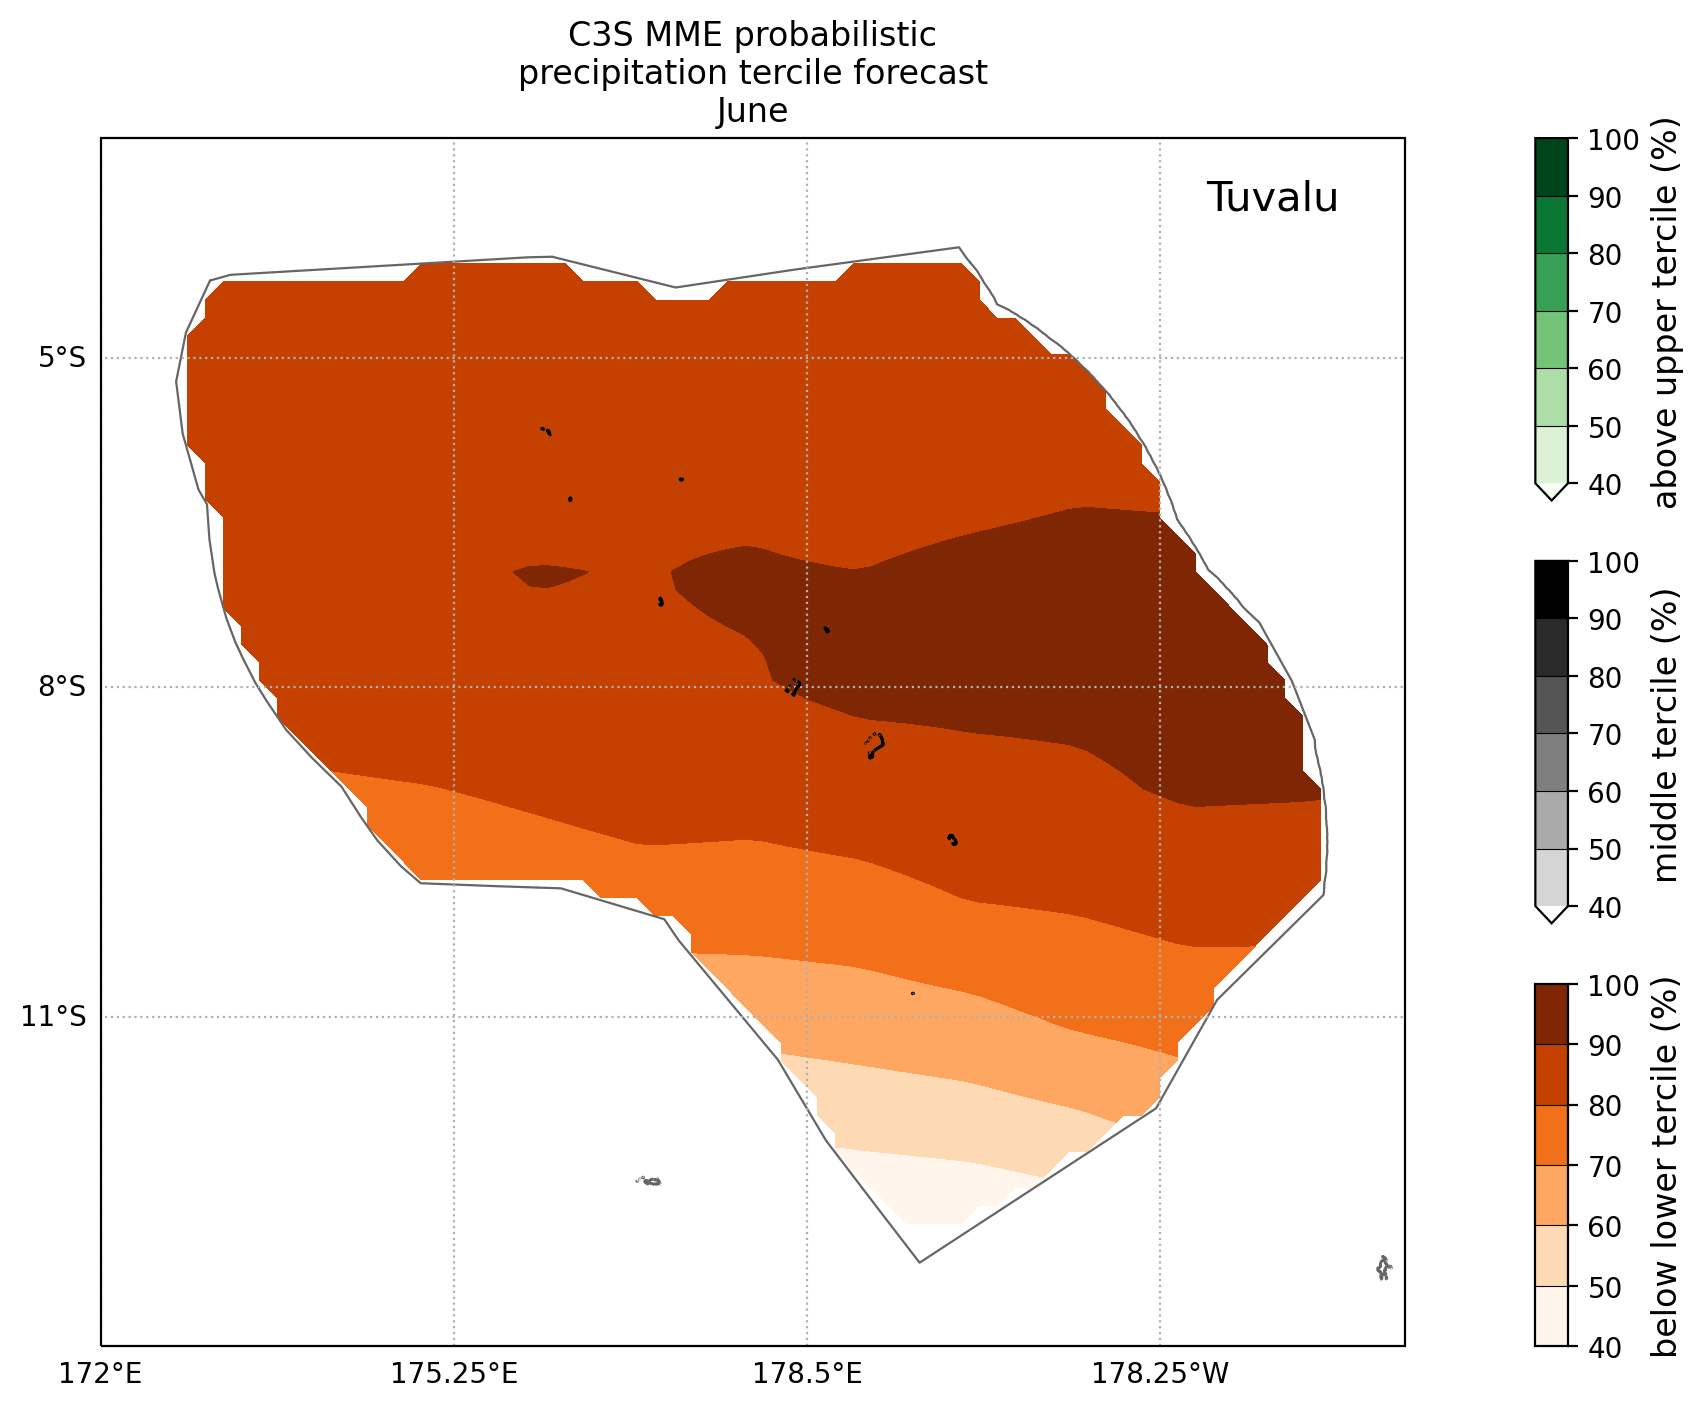 C3S MME probabilistic
precipitation tercile forecast
June
Tuvalu
5°S
8°S
11°S
172°E
175.25°E
178.5°E
178.25°W
100
90
80
70
60
50
40
above upper tercile (%)
100
90
80
70
60
50
40
middle tercile (%)
100
90
80
70
60
50
40
below lower tercile (%)